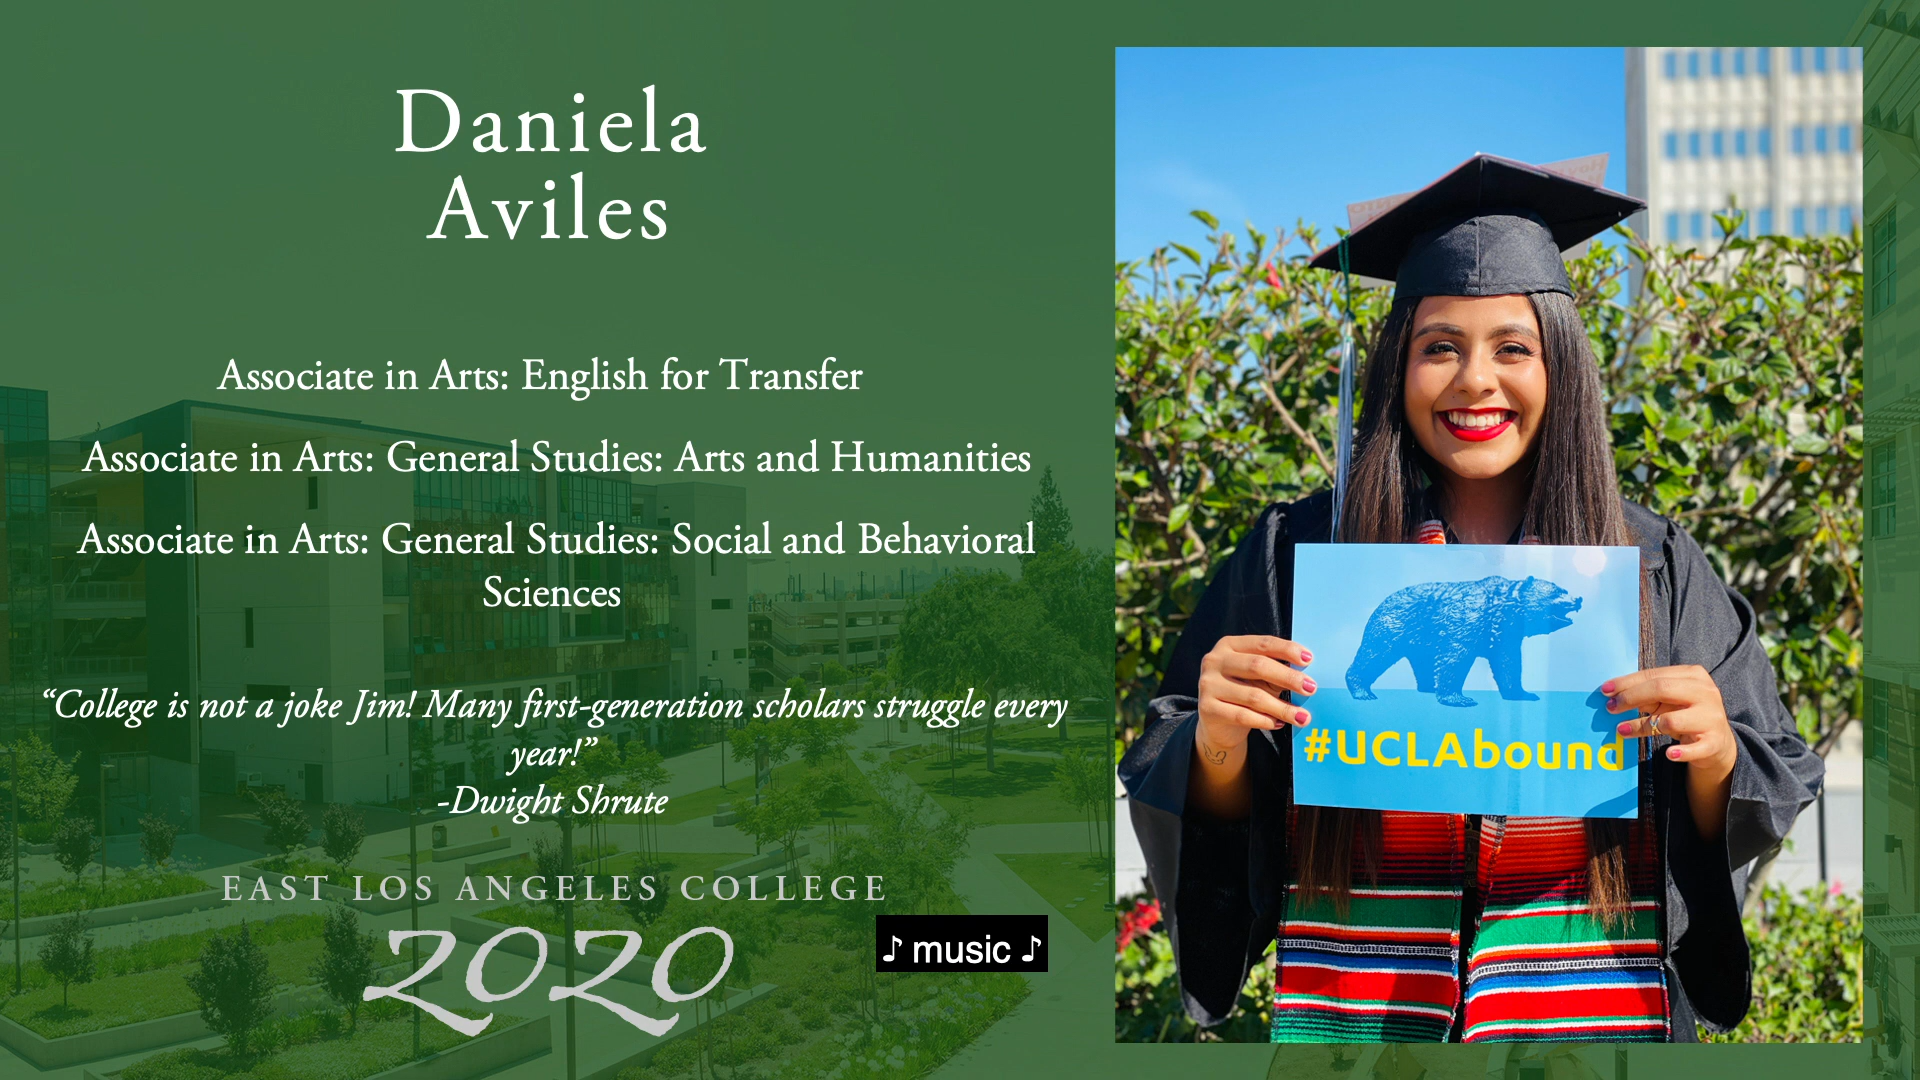 Daniela
Aviles
Associate in Arts: English for Transfer
Associate in Arts: General Studies: Arts and Humanities
Associate in Arts: General Studies: Social and Behavioral
Sciences
“College is not a joke Jim! Many first-generation scholars struggle every
year!”
-Dwight Shrute
EAST LOS ANGELES COLLEGE
2020
♪ music ♪
#UCLAbound